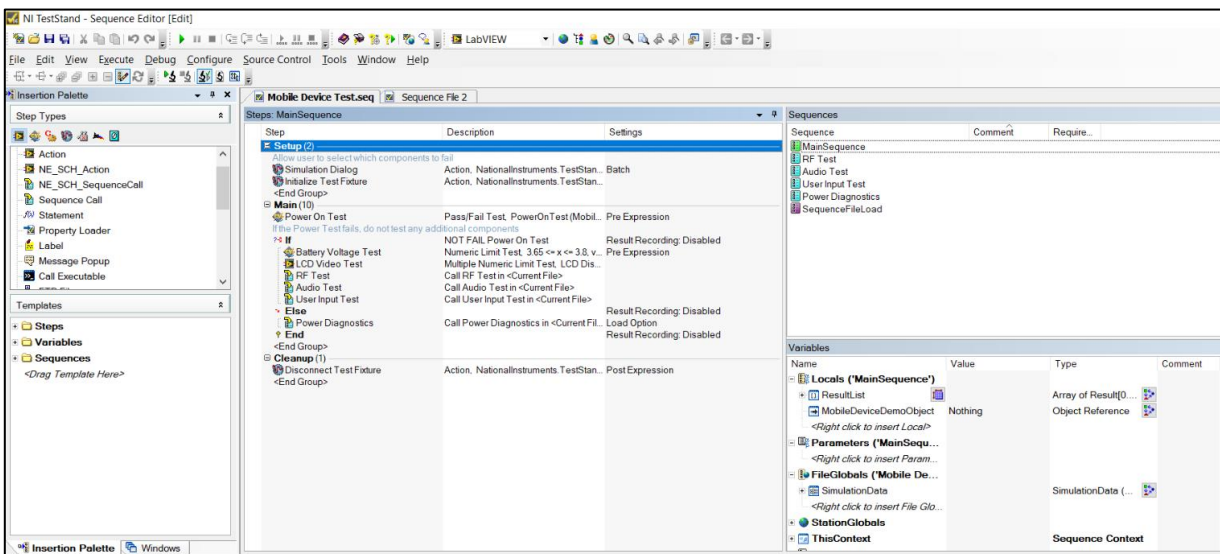 NI TestStand - Sequence Editor [Edit]
LabVIEW
File Edit View Execute Debug Configure Source Control Tools Window Help
Insertion Palette
Step Types
Action
NE_SCH_Action
NE_SCH_SequenceCall
Sequence Call
Statement
Property Loader
Label
Message Popup
Call Executable
Templates
Steps
Variables
Sequences
<Drag Template Here>
Insertion Palette Windows
Mobile Device Test.seq Sequence File 2
Steps: MainSequence
Step Description Settings
Setup (2)
Allow user to select which components to fail
Simulation Dialog Action, NationalInstruments.TestStan... Batch
Initialize Test Fixture Action, NationalInstruments.TestStan...
<End Group>
Main (10)
Power On Test Pass/Fail Test, PowerOnTest (Mobil... Pre Expression
If the Power Test fails, do not test any additional components
If NOT FAIL Power On Test Result Recording: Disabled
Battery Voltage Test Numeric Limit Test, 3.65 <= x <= 3.8, v... Pre Expression
LCD Video Test Multiple Numeric Limit Test, LCD Dis...
RF Test Call RF Test in <Current File>
Audio Test Call Audio Test in <Current File>
User Input Test Call User Input Test in <Current File>
Else Result Recording: Disabled
Power Diagnostics Call Power Diagnostics in <Current Fil... Load Option
End Result Recording: Disabled
<End Group>
Cleanup (1)
Disconnect Test Fixture Action, NationalInstruments.TestStan... Post Expression
<End Group>
Sequences
Sequence Comment Require...
MainSequence
RF Test
Audio Test
User Input Test
Power Diagnostics
SequenceFileLoad
Variables
Name Value Type Comment
Locals ('MainSequence')
ResultList Array of Result[0....
MobileDeviceDemoObject Nothing Object Reference
<Right click to insert Local>
Parameters ('MainSequ...
<Right click to insert Param...
FileGlobals ('Mobile De...
SimulationData SimulationData (...
<Right click to insert File Glo...
StationGlobals
ThisContext Sequence Context